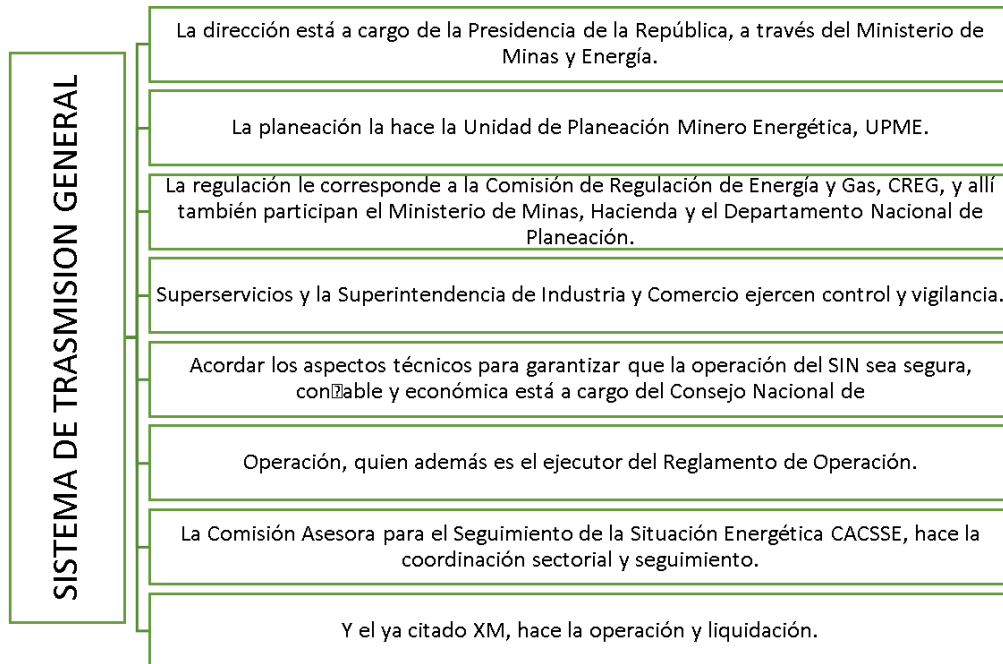 SISTEMA DE TRASMISION GENERAL
La dirección está a cargo de la Presidencia de la República, a través del Ministerio de
Minas y Energía.
La planeación la hace la Unidad de Planeación Minero Energética, UPME.
La regulación le corresponde a la Comisión de Regulación de Energía y Gas, CREG, y allí
también participan el Ministerio de Minas, Hacienda y el Departamento Nacional de
Planeación.
Superservicios y la Superintendencia de Industria y Comercio ejercen control y vigilancia.
Acordar los aspectos técnicos para garantizar que la operación del SIN sea segura,
con⍰able y económica está a cargo del Consejo Nacional de
Operación, quien además es el ejecutor del Reglamento de Operación.
La Comisión Asesora para el Seguimiento de la Situación Energética CACSSE, hace la
coordinación sectorial y seguimiento.
Y el ya citado XM, hace la operación y liquidación.